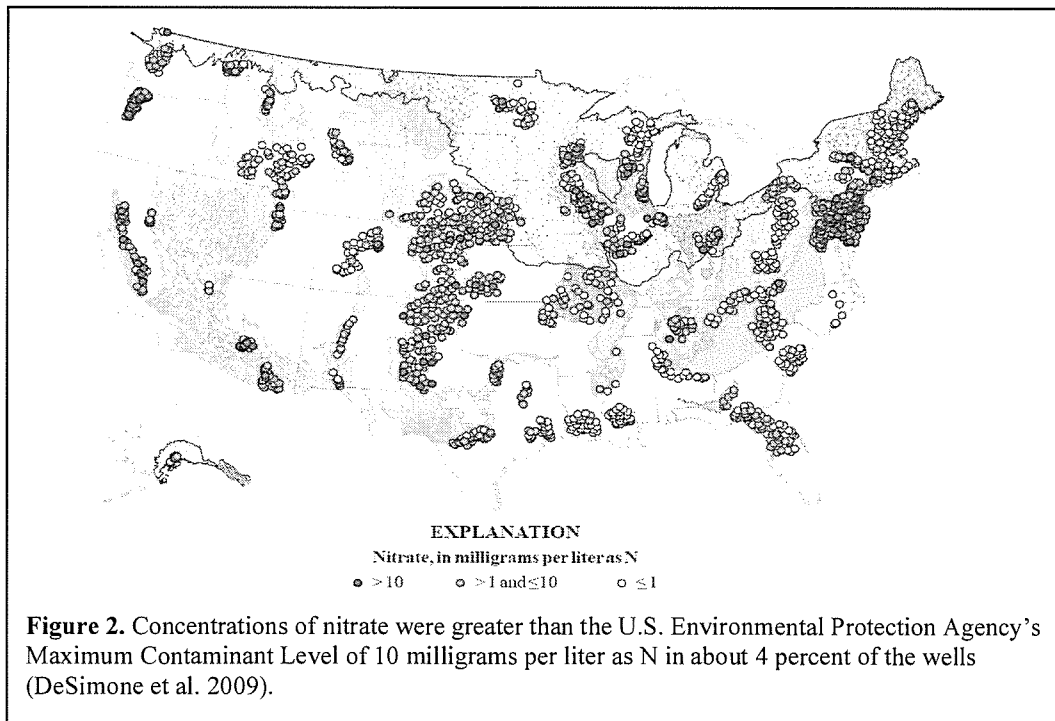 EXPLANATION
Nitrate, in milligrams per liter as N
>10 >1 and≤10 ≤1
Figure 2. Concentrations of nitrate were greater than the U.S. Environmental Protection Agency's
Maximum Contaminant Level of 10 milligrams per liter as N in about 4 percent of the wells
(DeSimone et al. 2009).